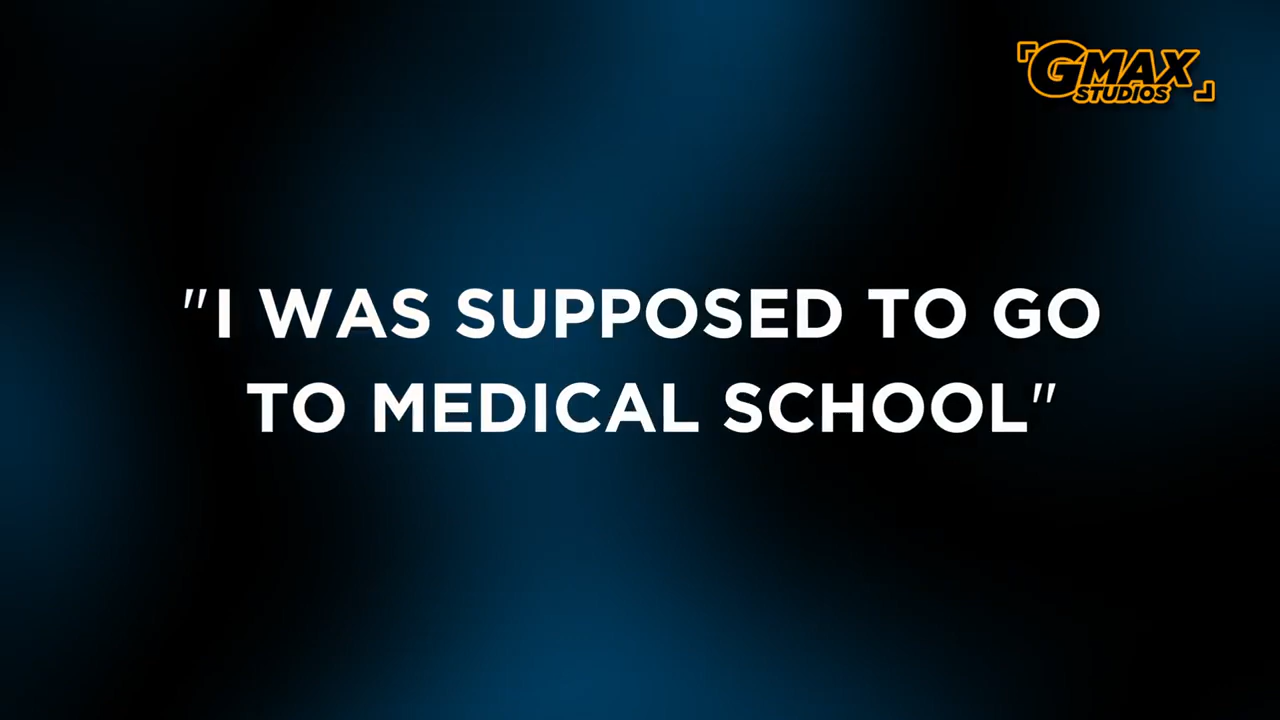 GMAX
STUDIOS
"I WAS SUPPOSED TO GO
TO MEDICAL SCHOOL"